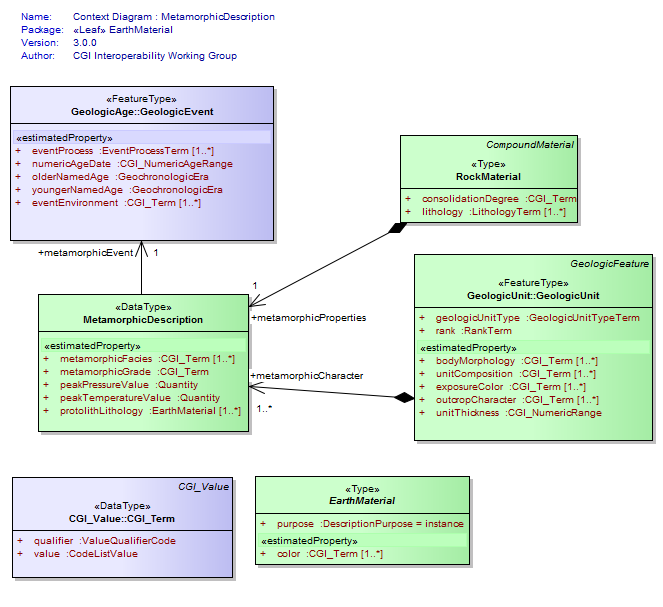 Name: Context Diagram : MetamorphicDescription
Package: «Leaf» EarthMaterial
Version: 3.0.0
Author: CGI Interoperability Working Group
«FeatureType»
GeologicAge::GeologicEvent
«estimatedProperty»
+ eventProcess :EventProcessTerm [1..*]
+ numericAgeDate :CGI_NumericAgeRange
+ olderNamedAge :GeochronologicEra
+ youngerNamedAge :GeochronologicEra
+ eventEnvironment :CGI_Term [1..*]
CompoundMaterial
«Type»
RockMaterial
+ consolidationDegree :CGI_Term
+ lithology :LithologyTerm [1..*]
+metamorphicEvent 1
1
+metamorphicProperties
GeologicFeature
«FeatureType»
GeologicUnit::GeologicUnit
+ geologicUnitType :GeologicUnitTypeTerm
+ rank :RankTerm
«estimatedProperty»
+ bodyMorphology :CGI_Term [1..*]
+ unitComposition :CGI_Term [1..*]
+ exposureColor :CGI_Term [1..*]
+ outcropCharacter :CGI_Term [1..*]
+ unitThickness :CGI_NumericRange
«DataType»
MetamorphicDescription
«estimatedProperty»
+ metamorphicFacies :CGI_Term [1..*]
+ metamorphicGrade :CGI_Term
+ peakPressureValue :Quantity
+ peakTemperatureValue :Quantity
+ protolithLithology :EarthMaterial [1..*]
+metamorphicCharacter
1..*
CGI_Value
«DataType»
CGI_Value::CGI_Term
+ qualifier :ValueQualifierCode
+ value :CodeListValue
«Type»
EarthMaterial
+ purpose :DescriptionPurpose = instance
«estimatedProperty»
+ color :CGI_Term [1..*]